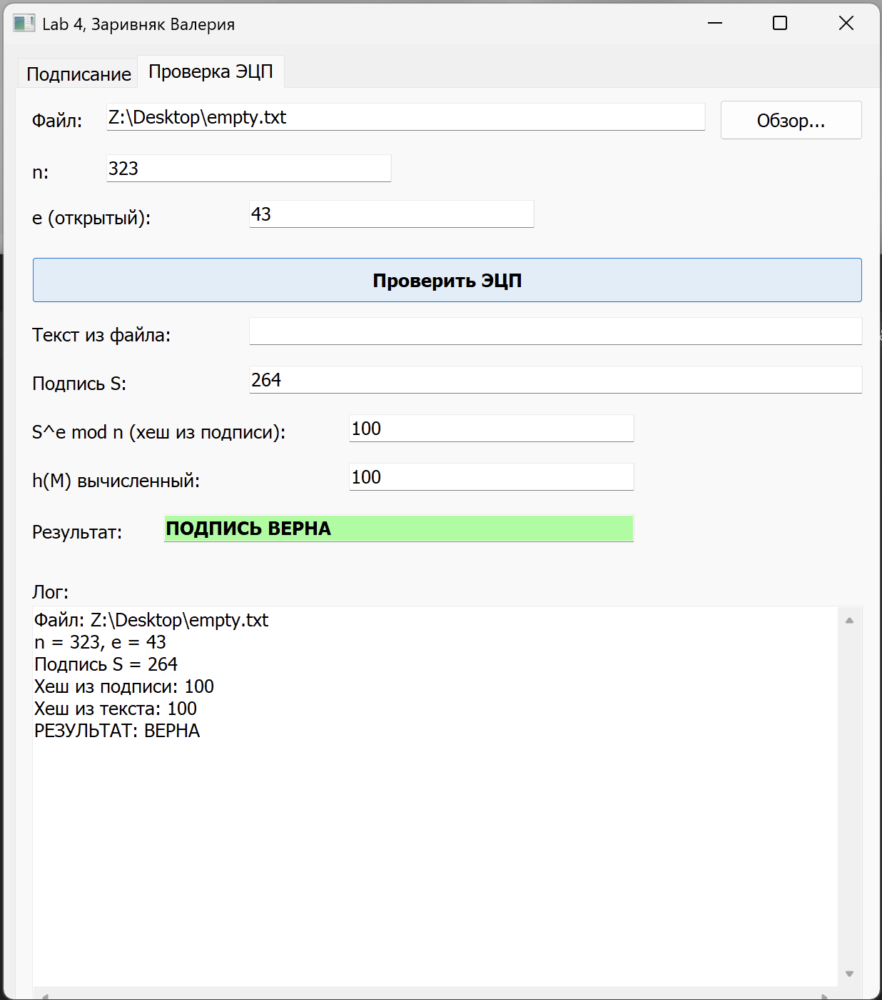 Lab 4, Заривняк Валерия
Подписание
Проверка ЭЦП
Файл:
Z:\Desktop\empty.txt
Обзор...
n:
323
e (открытый):
43
Проверить ЭЦП
Текст из файла:
Подпись S:
264
S^e mod n (хеш из подписи):
100
h(M) вычисленный:
100
Результат:
ПОДПИСЬ ВЕРНА
Лог:
Файл: Z:\Desktop\empty.txt
n = 323, e = 43
Подпись S = 264
Хеш из подписи: 100
Хеш из текста: 100
РЕЗУЛЬТАТ: ВЕРНА